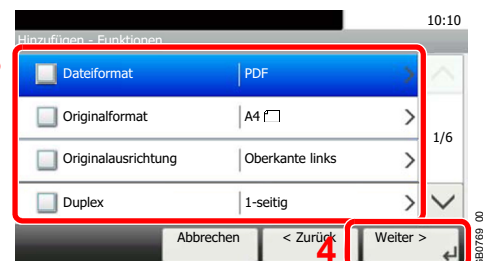 10:10
Hinzufügen - Funktionen
Dateiformat PDF
Originalformat A4
1/6
Originalausrichtung Oberkante links
Duplex 1-seitig
Abbrechen < Zurück Weiter >
4